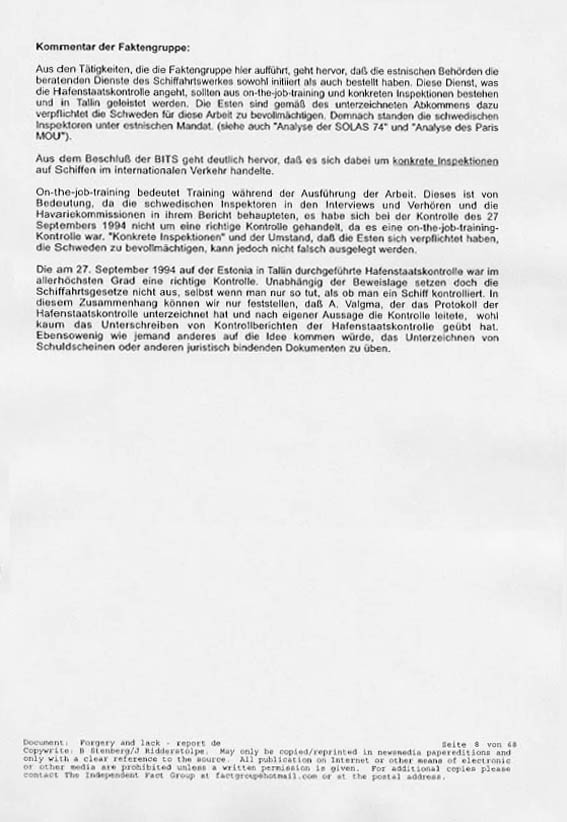 Kommentar der Faktengruppe:
Aus den Tätigkeiten, die die Faktengruppe hier aufführt, geht hervor, daß die estnischen Behörden die
beratenden Dienste des Schiffahrtswerkes sowohl initiiert als auch bestellt haben. Diese Dienst, was
die Hafenstaatskontrolle angeht, sollten aus on-the-job-training und konkreten Inspektionen bestehen
und in Tallin geleistet werden. Die Esten sind gemäß des unterzeichneten Abkommens dazu
verpflichtet die Schweden für diese Arbeit zu bevollmächtigen. Demnach standen die schwedischen
Inspektoren unter estnischen Mandat. (siehe auch "Analyse der SOLAS 74" und "Analyse des Paris
MOU").
Aus dem Beschluß der BITS geht deutlich hervor, daß es sich dabei um konkrete Inspektionen
auf Schiffen im internationalen Verkehr handelte.
On-the-job-training bedeutet Training während der Ausführung der Arbeit. Dieses ist von
Bedeutung, da die schwedischen Inspektoren in den Interviews und Verhören und die
Havariekommissionen in ihrem Bericht behaupteten, es habe sich bei der Kontrolle des 27
Septembers 1994 nicht um eine richtige Kontrolle gehandelt, da es eine on-the-job-training-
Kontrolle war. "Konkrete Inspektionen" und der Umstand, daß die Esten sich verpflichtet haben,
die Schweden zu bevollmächtigen, kann jedoch nicht falsch ausgelegt werden.
Die am 27. September 1994 auf der Estonia in Tallin durchgeführte Hafenstaatskontrolle war im
allerhöchsten Grad eine richtige Kontrolle. Unabhängig der Beweislage setzen doch die
Schiffahrtsgesetze nicht aus, selbst wenn man nur so tut, als ob man ein Schiff kontrolliert. In
diesem Zusammenhang können wir nur feststellen, daß A. Valgma, der das Protokoll der
Hafenstaatskontrolle unterzeichnet hat und nach eigener Aussage die Kontrolle leitete, wohl
kaum das Unterschreiben von Kontrollberichten der Hafenstaatskontrolle geübt hat.
Ebensowenig wie jemand anderes auf die Idee kommen würde, das Unterzeichnen von
Schuldscheinen oder anderen juristisch bindenden Dokumenten zu üben.
Document: Forgery and lack - report de Seite 8 von 68
Copywrite: B Stenberg/J Ridderstolpe. May only be copied/reprinted in newsmedia papereditions and
only with a clear reference to the source. All publication on Internet or other means of electronic
or other media are prohibited unless a written permission is given. For additional copies please
contact The Independent Fact Group at factgroup@hotmail.com or at the postal address.